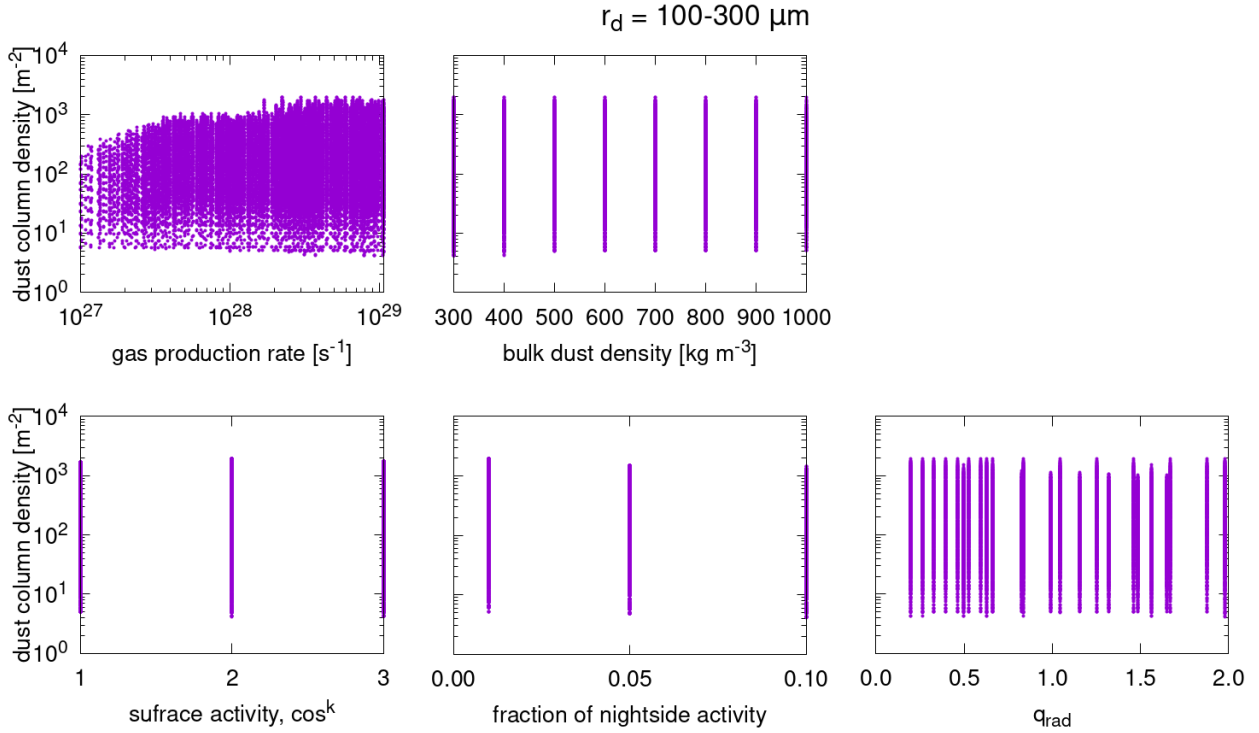 r_d = 100-300 μm
dust column density [m^-2]
10^4
10^3
10^2
10^1
10^0
10^27 10^28 10^29
gas production rate [s^-1]
300 400 500 600 700 800 900 1000
bulk dust density [kg m^-3]
dust column density [m^-2]
10^4
10^3
10^2
10^1
10^0
1 2 3
sufrace activity, cos^k
0.00 0.05 0.10
fraction of nightside activity
0.0 0.5 1.0 1.5 2.0
q_rad